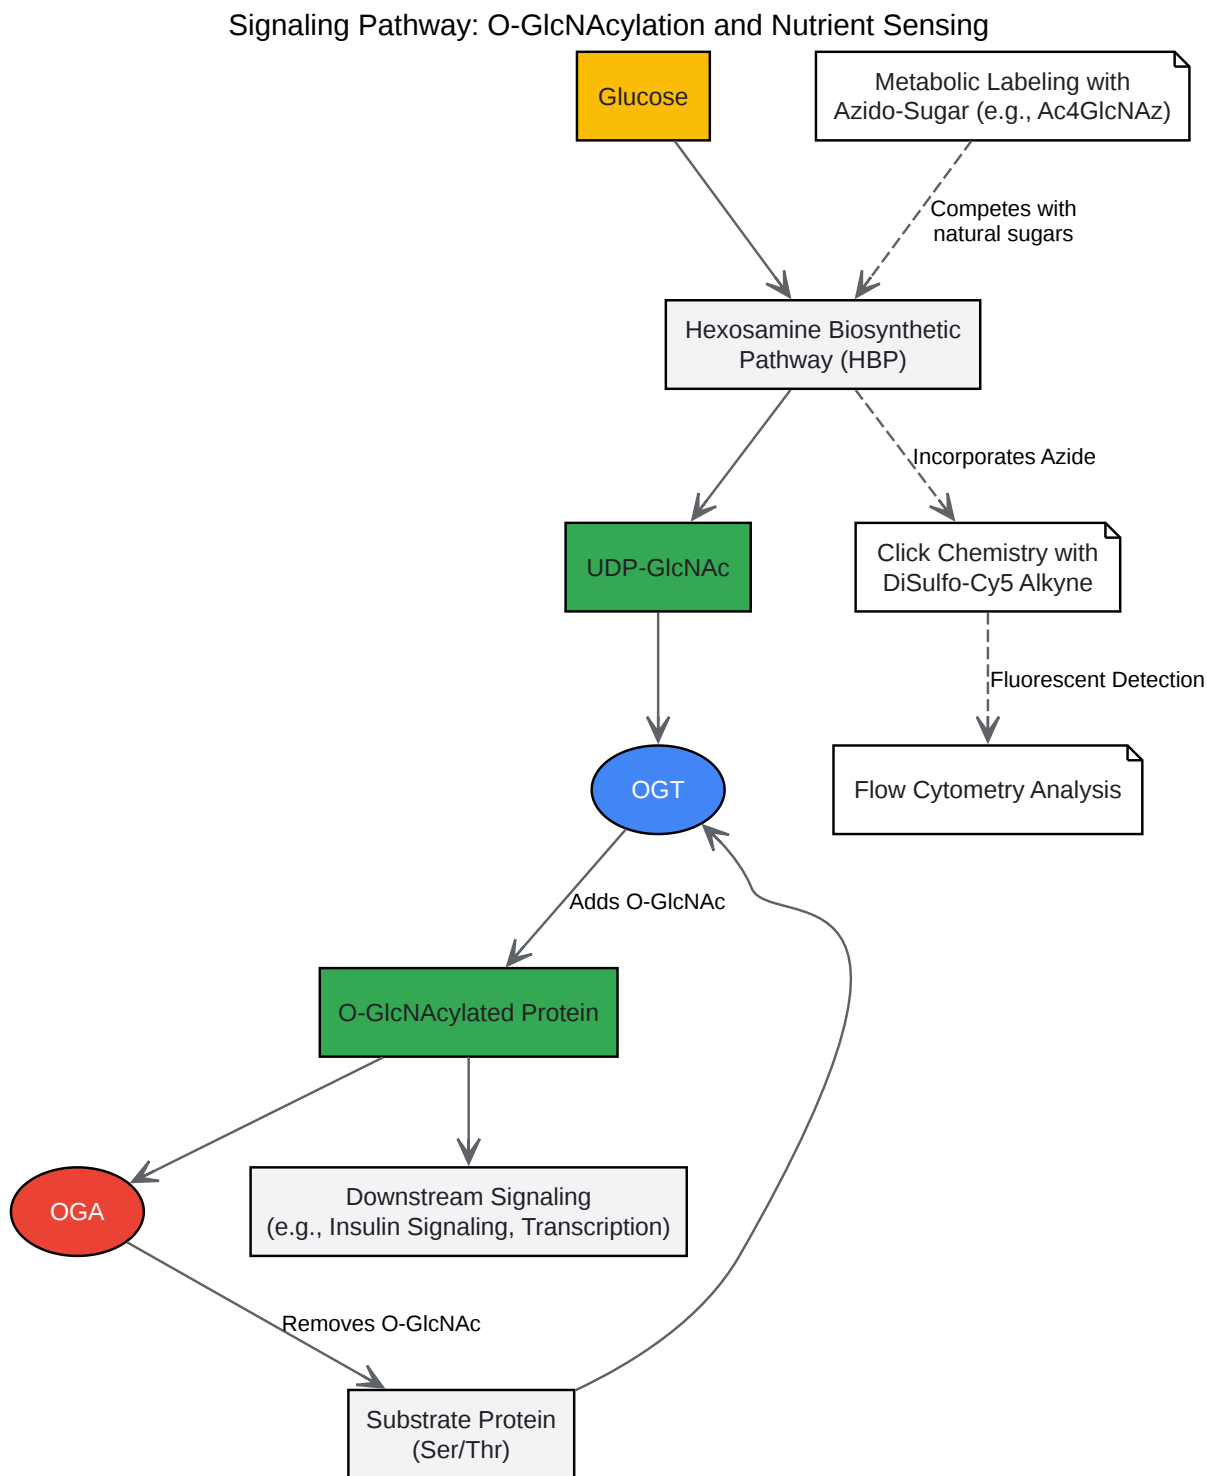 Signaling Pathway: O-GlcNAcylation and Nutrient Sensing
Glucose
Metabolic Labeling with
Azido-Sugar (e.g., Ac4GlcNAz)
Competes with
natural sugars
Hexosamine Biosynthetic
Pathway (HBP)
Incorporates Azide
UDP-GlcNAc
Click Chemistry with
DiSulfo-Cy5 Alkyne
Fluorescent Detection
OGT
Flow Cytometry Analysis
Adds O-GlcNAc
O-GlcNAcylated Protein
OGA
Downstream Signaling
(e.g., Insulin Signaling, Transcription)
Removes O-GlcNAc
Substrate Protein
(Ser/Thr)